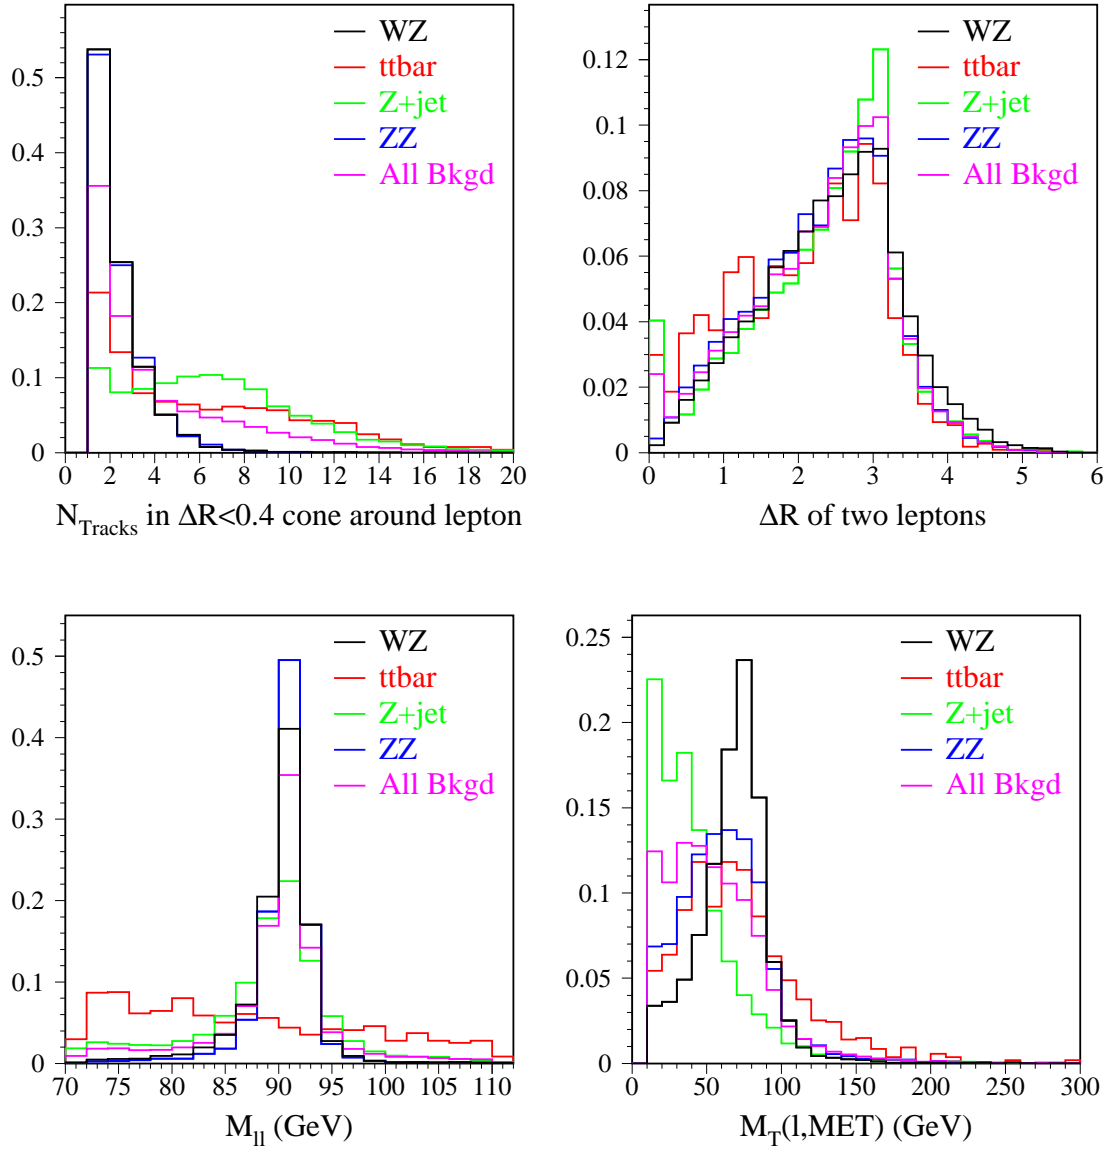 WZ
ttbar
Z+jet
ZZ
All Bkgd
0.5
0.4
0.3
0.2
0.1
0
0 2 4 6 8 10 12 14 16 18 20
N_Tracks in ΔR<0.4 cone around lepton
WZ
ttbar
Z+jet
ZZ
All Bkgd
0.12
0.1
0.08
0.06
0.04
0.02
0
0 1 2 3 4 5 6
ΔR of two leptons
WZ
ttbar
Z+jet
ZZ
All Bkgd
0.5
0.4
0.3
0.2
0.1
0
70 75 80 85 90 95 100 105 110
M_ll (GeV)
WZ
ttbar
Z+jet
ZZ
All Bkgd
0.25
0.2
0.15
0.1
0.05
0
0 50 100 150 200 250 300
M_T(l,MET) (GeV)